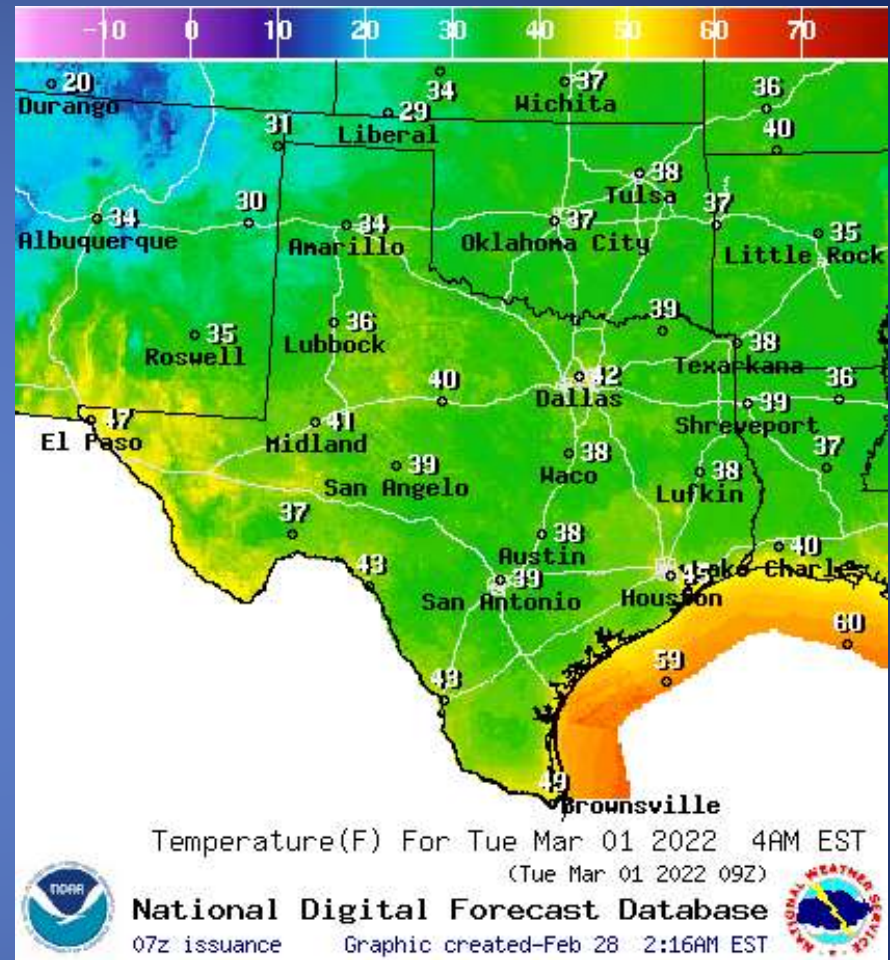 -10 0 10 20 30 40 50 60 70
20
Durango
34
37
Wichita
36
29
Liberal
31
40
38
Tulsa
34
Albuquerque
30
34
Amarillo
37
Oklahoma City
37
35
Little Rock
35
Roswell
36
Lubbock
39
38
Texarkana
42
Dallas
40
39
Shreveport
36
47
El Paso
41
Midland
39
San Angelo
38
Waco
38
Lufkin
37
37
38
Austin
40
Lake Charles
43
39
San Antonio
45
Houston
60
59
43
49
Brownsville
Temperature(F) For Tue Mar 01 2022 4AM EST
(Tue Mar 01 2022 09Z)
NOAA
National Digital Forecast Database
NATIONAL WEATHER SERVICE
07z issuance Graphic created-Feb 28 2:16AM EST